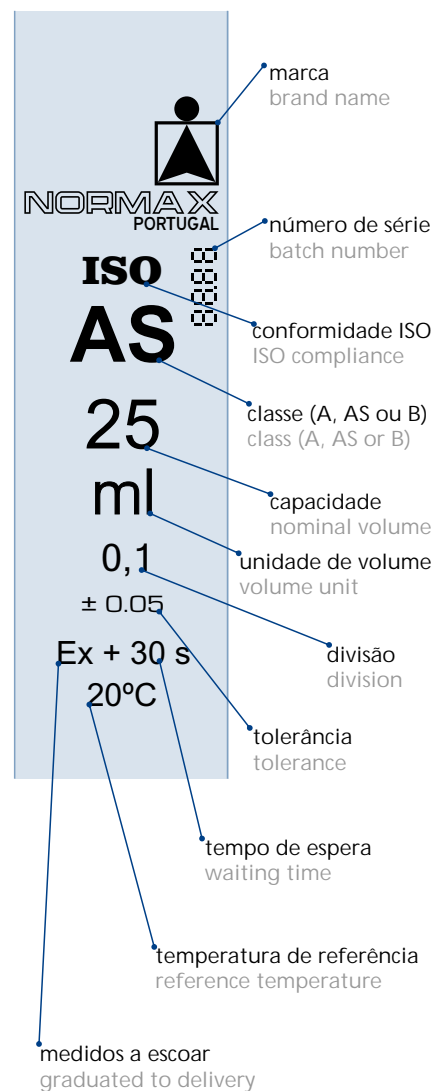 marca
brand name
NORMAX
PORTUGAL
número de série
batch number
88.88
ISO
conformidade ISO
ISO compliance
AS
classe (A, AS ou B)
class (A, AS or B)
25
capacidade
nominal volume
ml
unidade de volume
volume unit
0,1
± 0.05
divisão
division
Ex + 30 s
20ºC
tolerância
tolerance
tempo de espera
waiting time
temperatura de referência
reference temperature
medidos a escoar
graduated to delivery